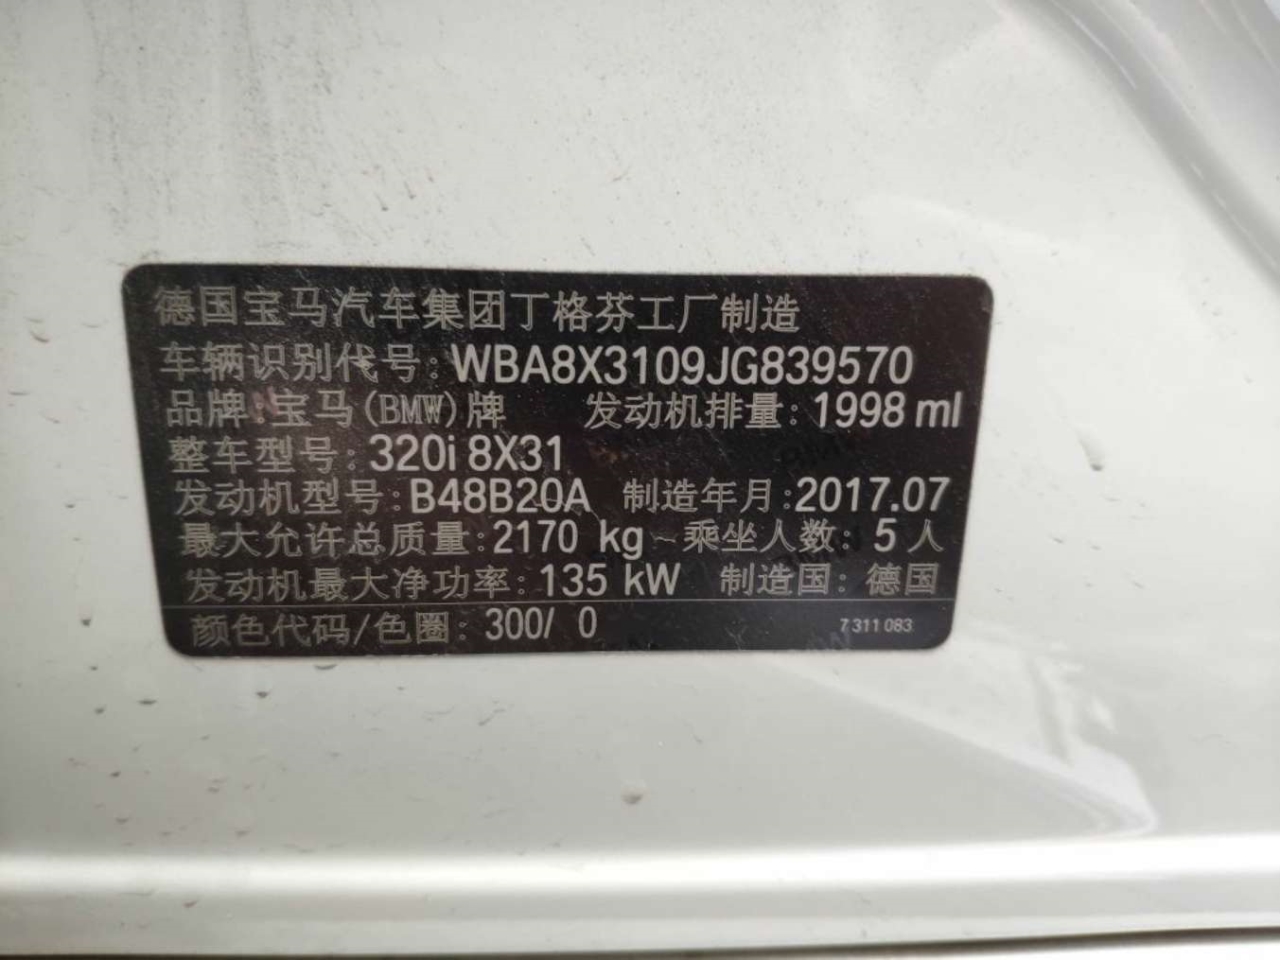 德国宝马汽车集团丁格芬工厂制造
车辆识别代号: WBA8X3109JG839570
品牌: 宝马(BMW)牌 发动机排量: 1998 ml
整车型号: 320i 8X31
发动机型号: B48B20A 制造年月: 2017.07
最大允许总质量: 2170 kg 乘坐人数: 5 人
发动机最大净功率: 135 kW 制造国: 德国
颜色代码/色圈: 300/ 0 7 311 083